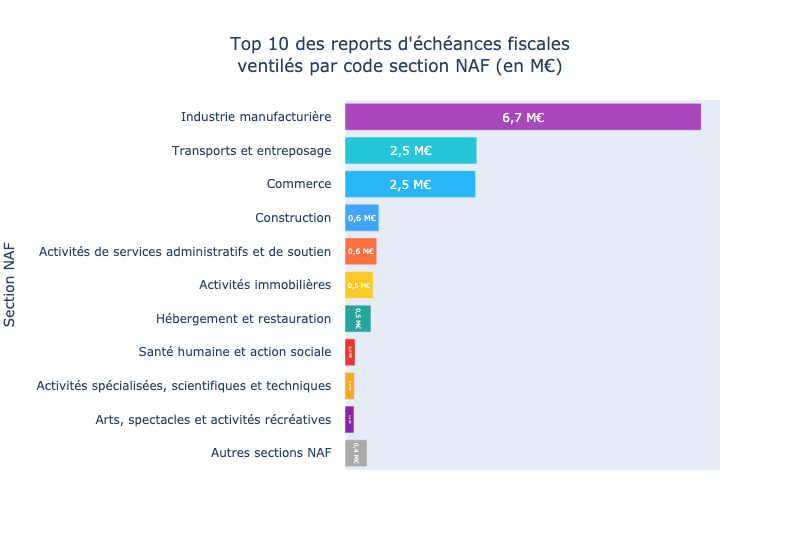 Top 10 des reports d'échéances fiscales
ventilés par code section NAF (en M€)
Section NAF
Industrie manufacturière
6,7 M€
Transports et entreposage
2,5 M€
Commerce
2,5 M€
Construction
0,6 M€
Activités de services administratifs et de soutien
0,6 M€
Activités immobilières
0,5 M€
Hébergement et restauration
0,5 M€
Santé humaine et action sociale
Activités spécialisées, scientifiques et techniques
Arts, spectacles et activités récréatives
Autres sections NAF
0,4 M€